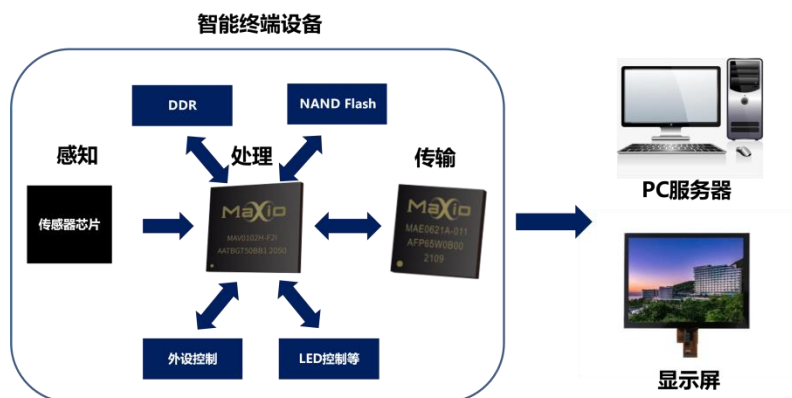 智能终端设备
DDR
NAND Flash
感知
处理
传输
传感器芯片
Maxio
MAV0102H-F2I
AATBGT50BB1 2050
Maxio
MAE0621A-011
AFP65W0B00
2109
外设控制
LED控制等
PC服务器
显示屏